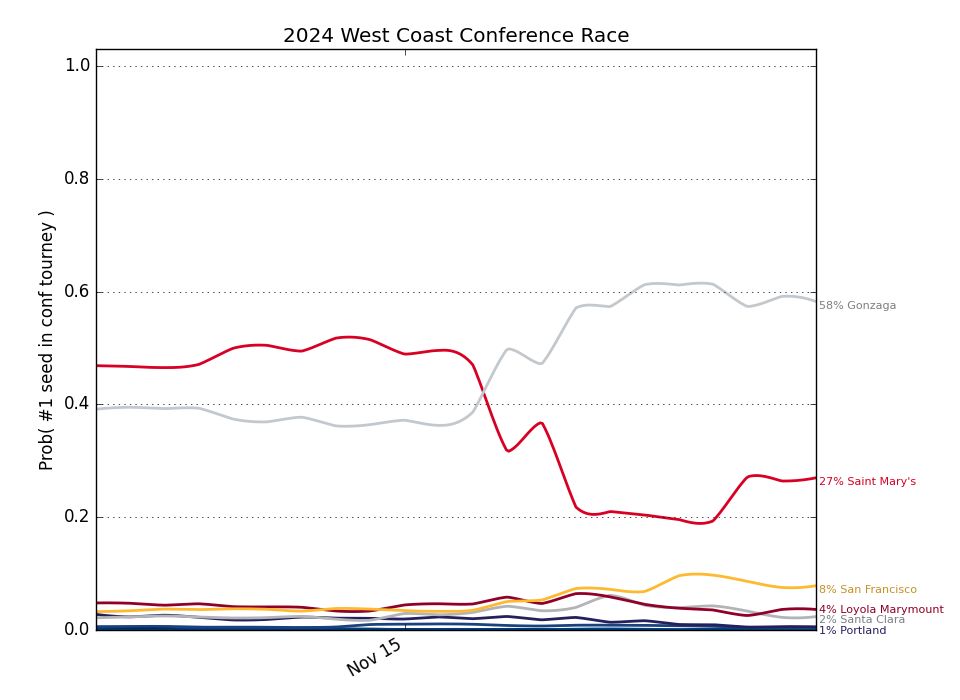 2024 West Coast Conference Race
Prob( #1 seed in conf tourney )
1.0
0.8
0.6
0.4
0.2
0.0
Nov 15
58% Gonzaga
27% Saint Mary's
8% San Francisco
4% Loyola Marymount
2% Santa Clara
1% Portland